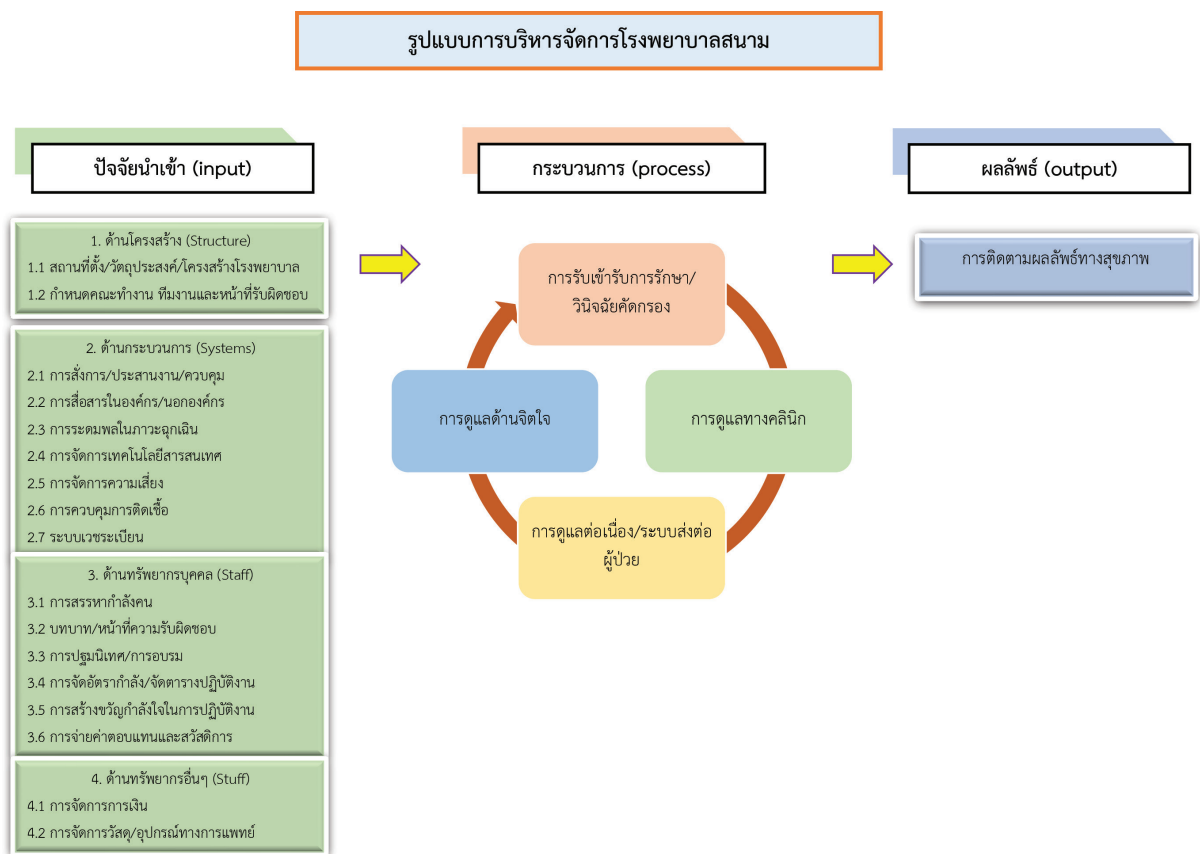 รูปแบบการบริหารจัดการโรงพยาบาลสนาม
ปัจจัยนำเข้า (input)
1. ด้านโครงสร้าง (Structure)
1.1 สถานที่ตั้ง/วัตถุประสงค์/โครงสร้างโรงพยาบาล
1.2 กำหนดคณะทำงาน ทีมงานและหน้าที่รับผิดชอบ
2. ด้านกระบวนการ (Systems)
2.1 การสั่งการ/ประสานงาน/ควบคุม
2.2 การสื่อสารในองค์กร/นอกองค์กร
2.3 การระดมพลในภาวะฉุกเฉิน
2.4 การจัดการเทคโนโลยีสารสนเทศ
2.5 การจัดการความเสี่ยง
2.6 การควบคุมการติดเชื้อ
2.7 ระบบเวชระเบียน
3. ด้านทรัพยากรบุคคล (Staff)
3.1 การสรรหากำลังคน
3.2 บทบาท/หน้าที่ความรับผิดชอบ
3.3 การปฐมนิเทศ/การอบรม
3.4 การจัดอัตรากำลัง/จัดตารางปฏิบัติงาน
3.5 การสร้างขวัญกำลังใจในการปฏิบัติงาน
3.6 การจ่ายค่าตอบแทนและสวัสดิการ
4. ด้านทรัพยากรอื่นๆ (Stuff)
4.1 การจัดการการเงิน
4.2 การจัดการวัสดุ/อุปกรณ์ทางการแพทย์
กระบวนการ (process)
การรับเข้ารับการรักษา/
วินิจฉัยคัดกรอง
การดูแลทางคลินิก
การดูแลต่อเนื่อง/ระบบส่งต่อ
ผู้ป่วย
การดูแลด้านจิตใจ
ผลลัพธ์ (output)
การติดตามผลลัพธ์ทางสุขภาพ